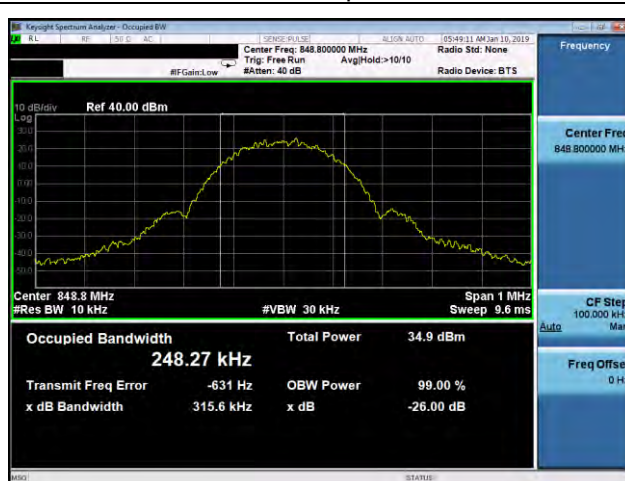 Keysight Spectrum Analyzer - Occupied BW
RL RF 50 Ω AC SENSE:PULSE ALIGN AUTO 05:49:11 AM Jan 10, 2019
Center Freq: 848.800000 MHz Radio Std: None Frequency
Trig: Free Run Avg|Hold:>10/10
#IFGain:Low #Atten: 40 dB Radio Device: BTS
10 dB/div Ref 40.00 dBm
Log
30.0
20.0
10.0
0.00
-10.0
-20.0
-30.0
-40.0
-50.0
Center Freq
848.800000 MHz
Center 848.8 MHz Span 1 MHz
#Res BW 10 kHz #VBW 30 kHz Sweep 9.6 ms
CF Step
100.000 kHz
Auto Man
Occupied Bandwidth Total Power 34.9 dBm
248.27 kHz
Transmit Freq Error -631 Hz OBW Power 99.00 %
x dB Bandwidth 315.6 kHz x dB -26.00 dB
Freq Offset
0 Hz
MSG STATUS